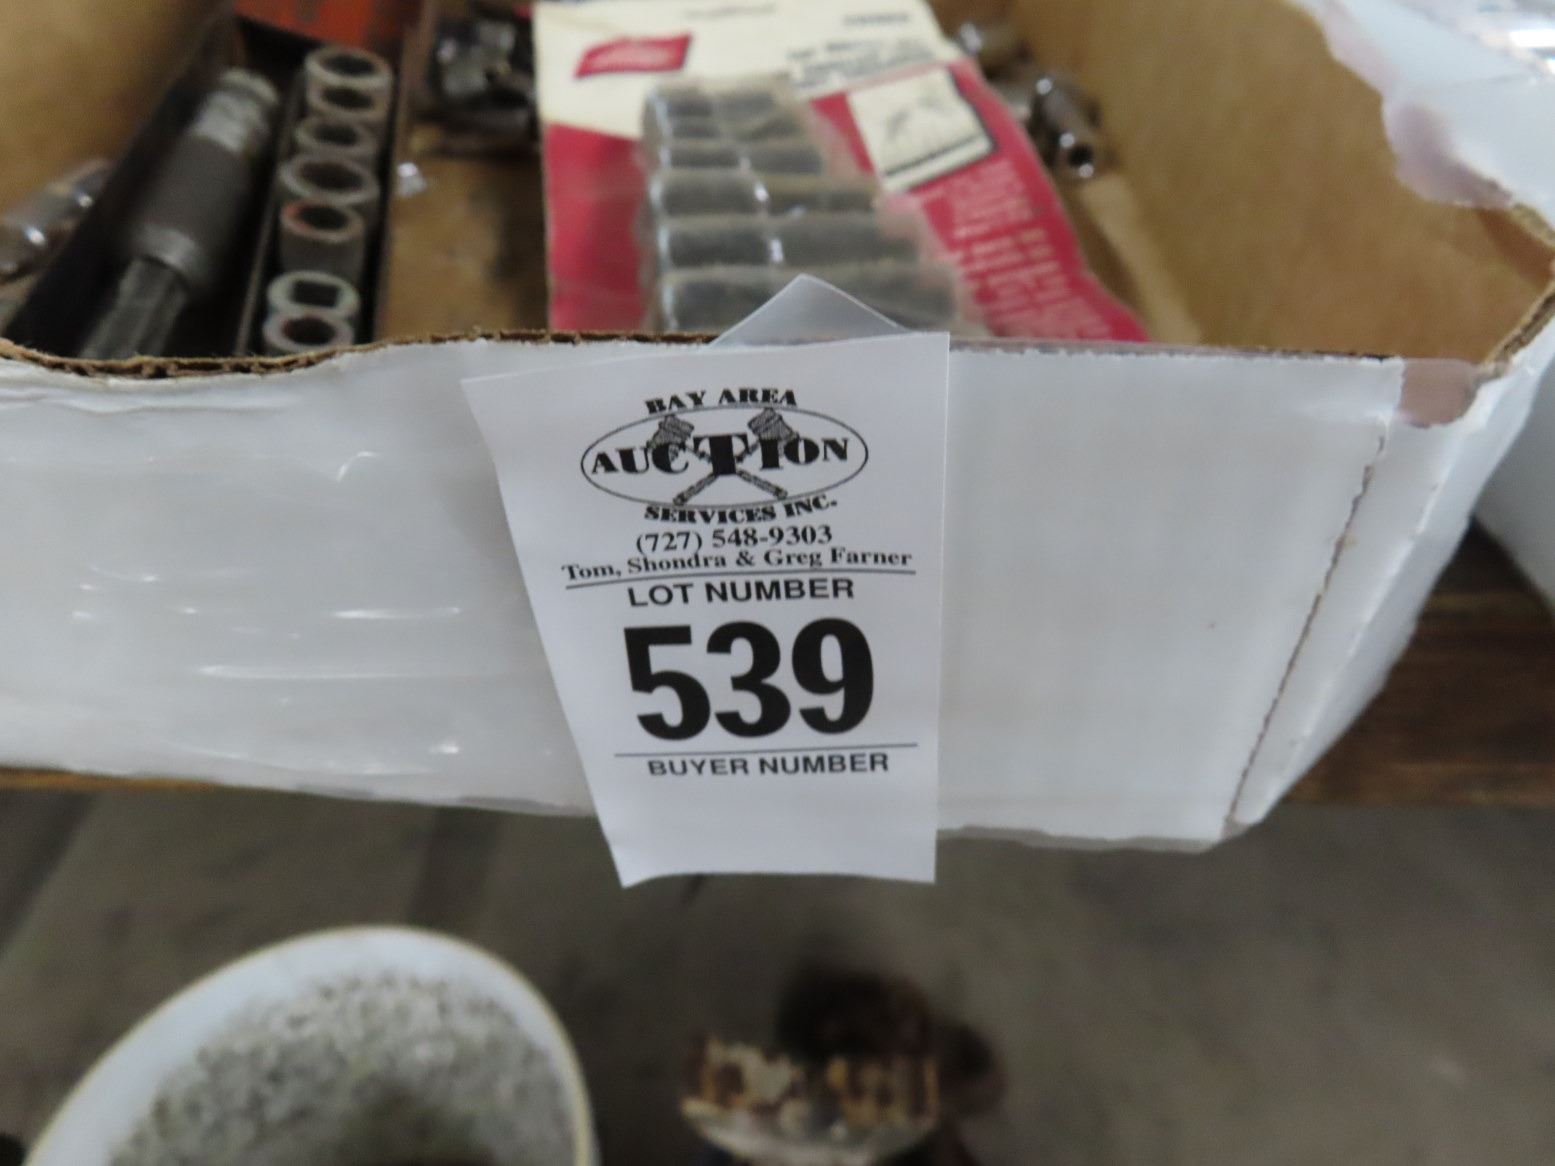 BAY AREA
AUCTION
SERVICES INC.
(727) 548-9303
Tom, Shondra & Greg Farner
LOT NUMBER
539
BUYER NUMBER